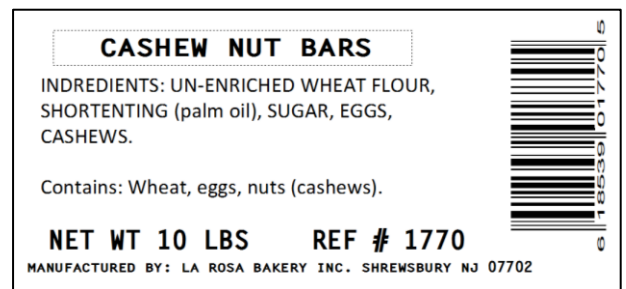 CASHEW NUT BARS
INDREDIENTS: UN-ENRICHED WHEAT FLOUR,
SHORTENTING (palm oil), SUGAR, EGGS,
CASHEWS.
Contains: Wheat, eggs, nuts (cashews).
NET WT 10 LBS REF # 1770
MANUFACTURED BY: LA ROSA BAKERY INC. SHREWSBURY NJ 07702
6 18539 01770 5